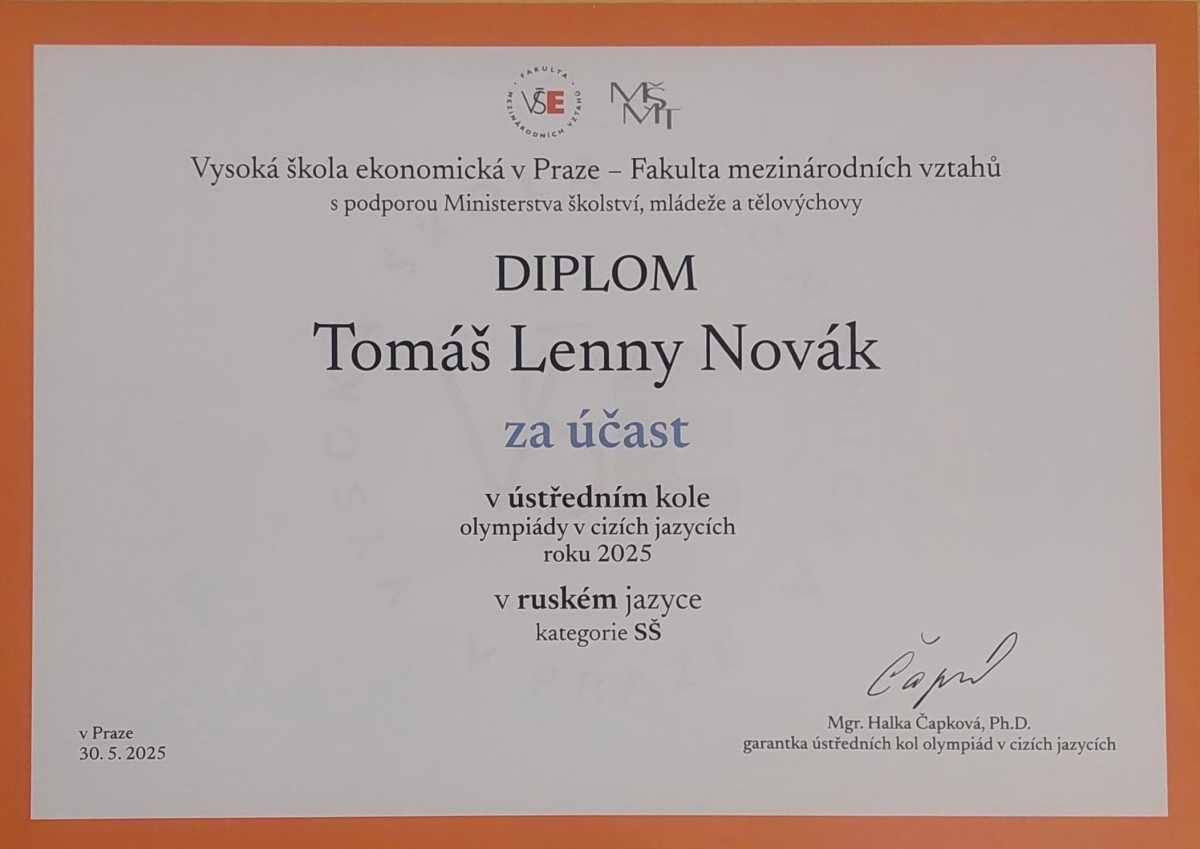 FAKULTA MEZINÁRODNÍCH VZTAHŮ
VŠE
MŠMT
Vysoká škola ekonomická v Praze – Fakulta mezinárodních vztahů
s podporou Ministerstva školství, mládeže a tělovýchovy
DIPLOM
Tomáš Lenny Novák
za účast
v ústředním kole
olympiády v cizích jazycích
roku 2025
v ruském jazyce
kategorie SŠ
v Praze
30. 5. 2025
Mgr. Halka Čapková, Ph.D.
garantka ústředních kol olympiád v cizích jazycích